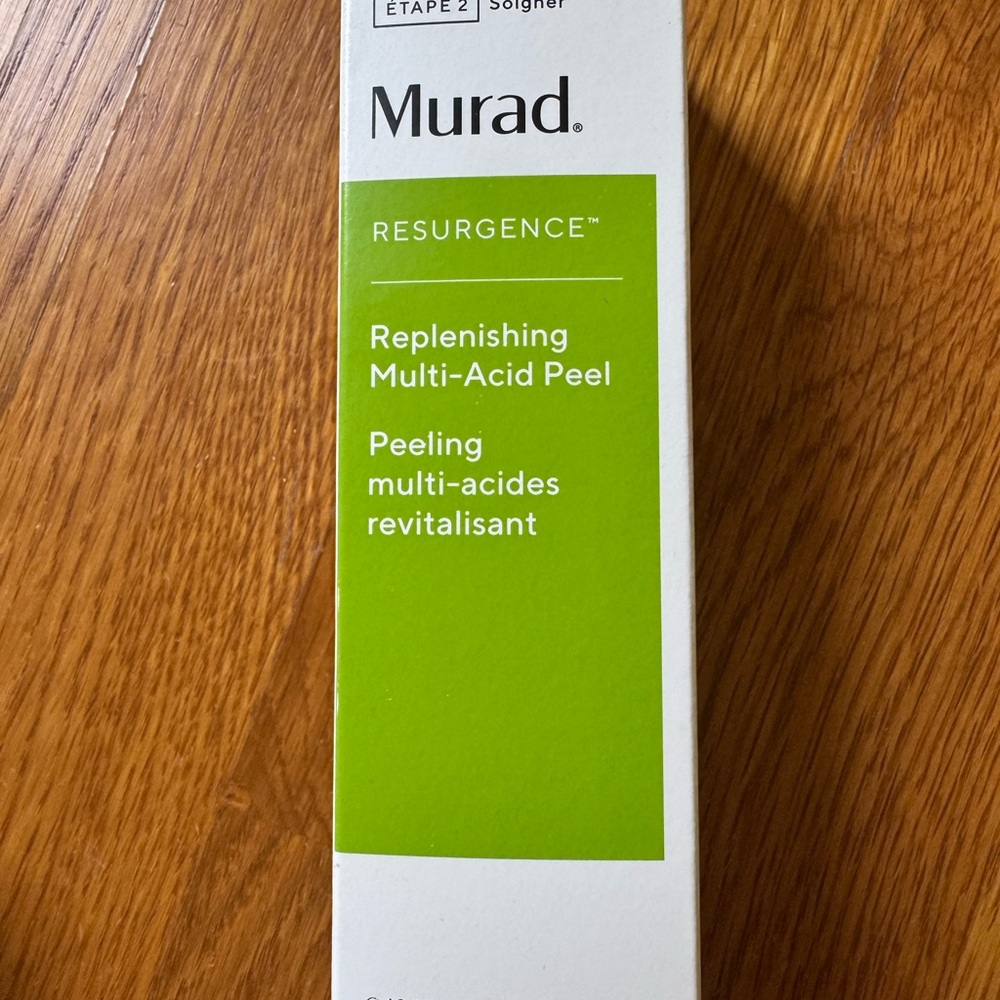 ÉTAPE 2 Soigner
Murad®
RESURGENCE™
Replenishing
Multi-Acid Peel
Peeling
multi-acides
revitalisant